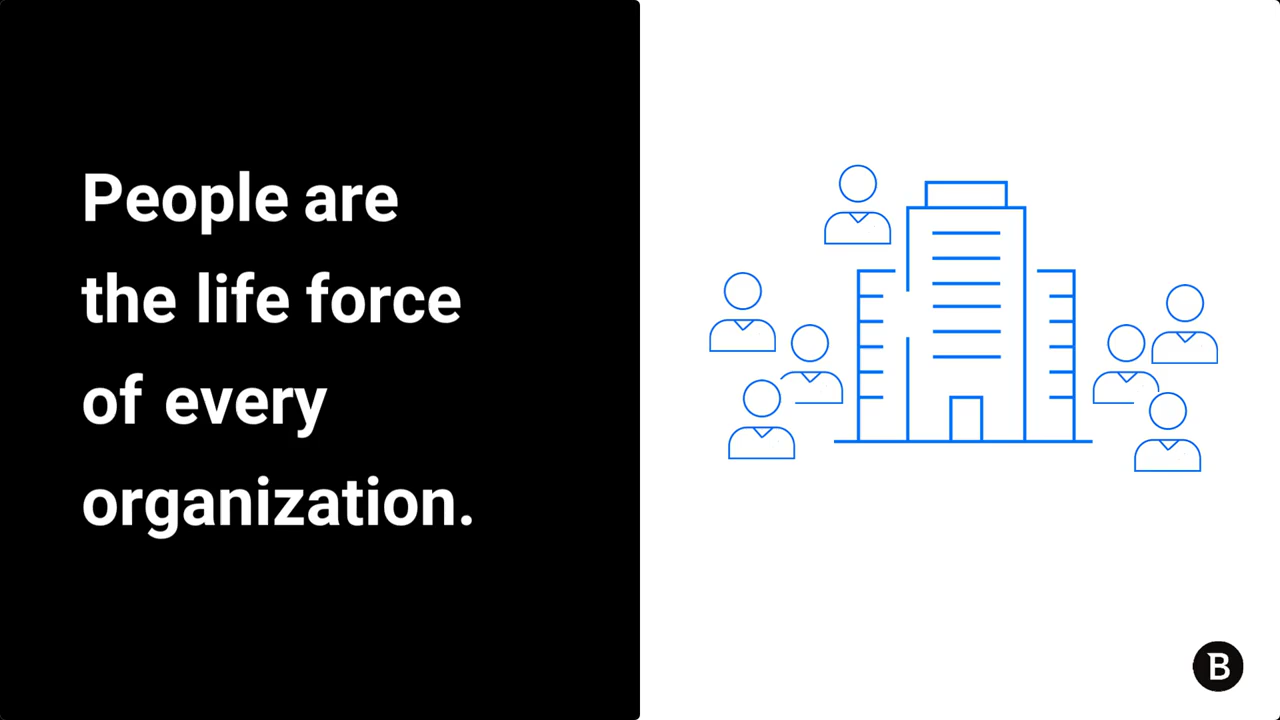 People are
the life force
of every
organization.
B